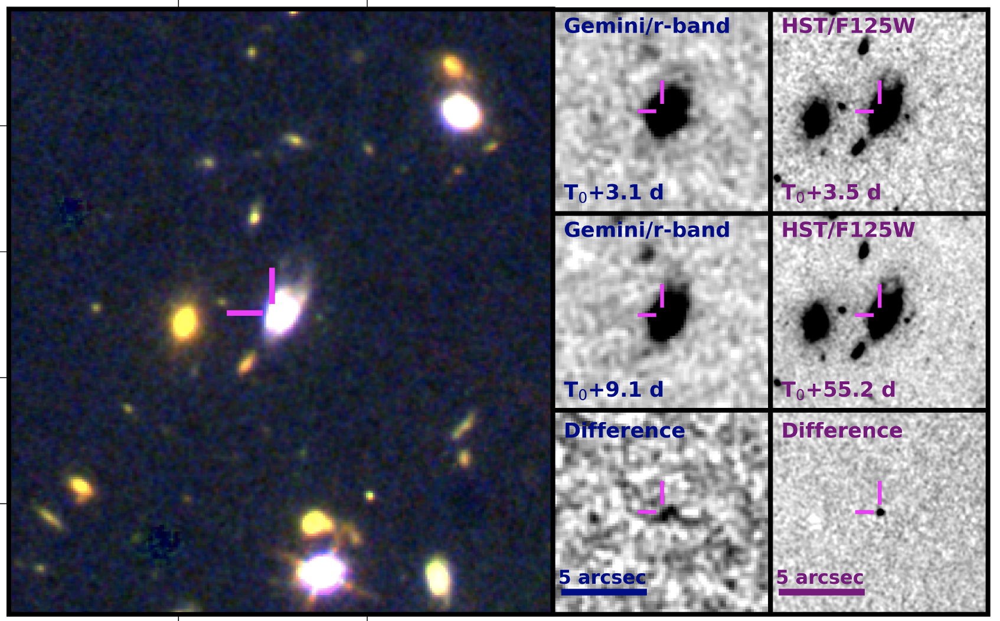 Gemini/r-band
HST/F125W
T₀+3.1 d
T₀+3.5 d
Gemini/r-band
HST/F125W
T₀+9.1 d
T₀+55.2 d
Difference
Difference
5 arcsec
5 arcsec